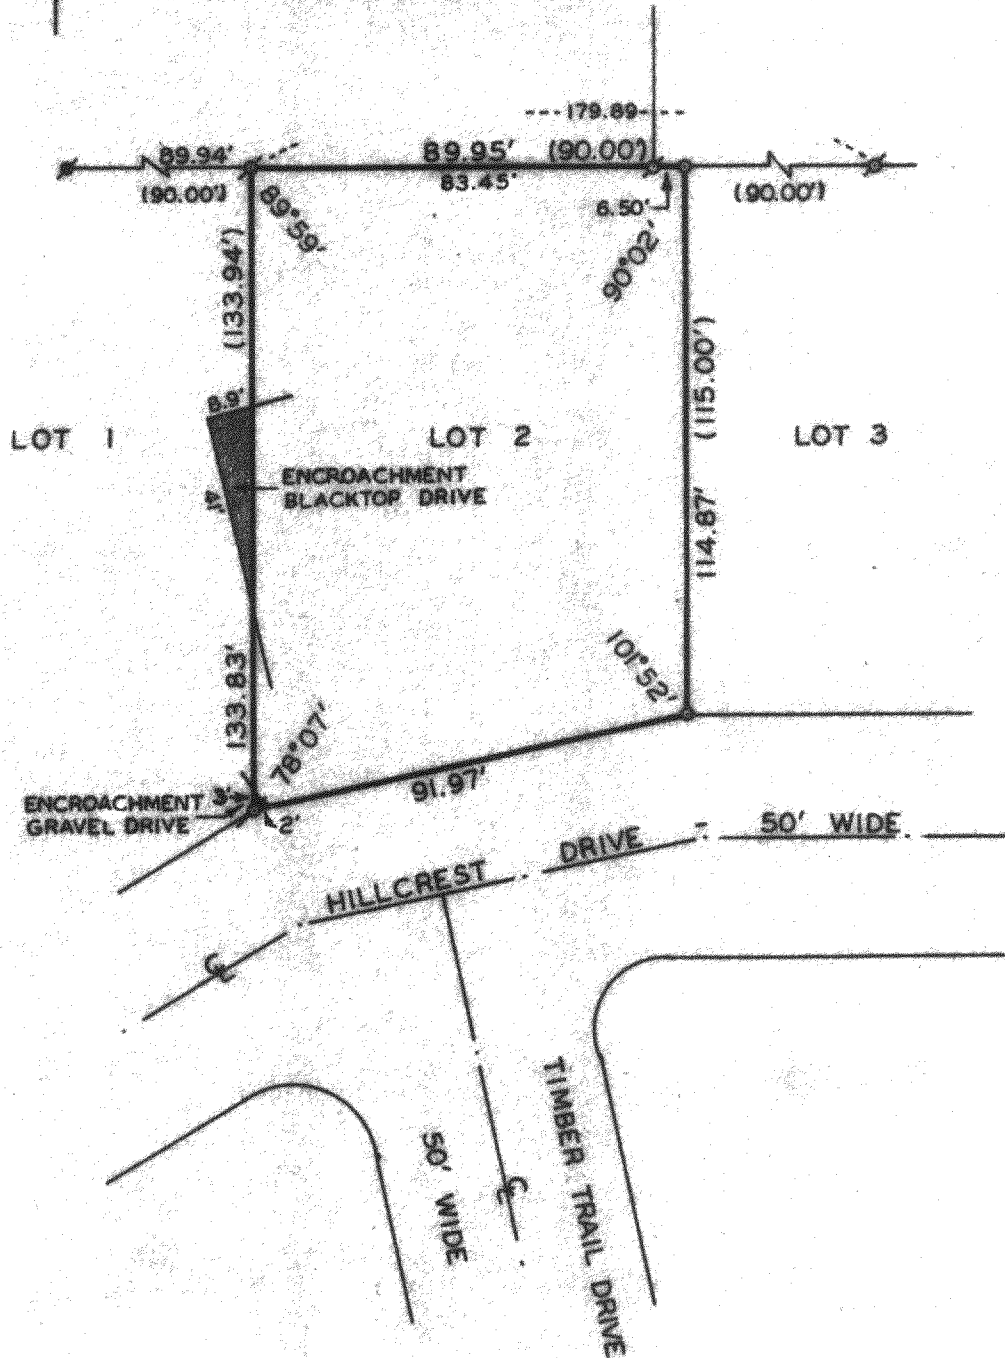 179.89
89.94'
89.95' (90.00')
(90.00')
83.45'
6.50'
(90.00')
89°59'
90°02'
(133.94')
(115.00')
8.9'
LOT 1
LOT 2
LOT 3
ENCROACHMENT
BLACKTOP DRIVE
41'
114.87'
133.83'
101°52'
78°07'
91.97'
ENCROACHMENT
GRAVEL DRIVE
3'
2'
HILLCREST DRIVE
50' WIDE
℄
℄
50' WIDE
TIMBER TRAIL DRIVE